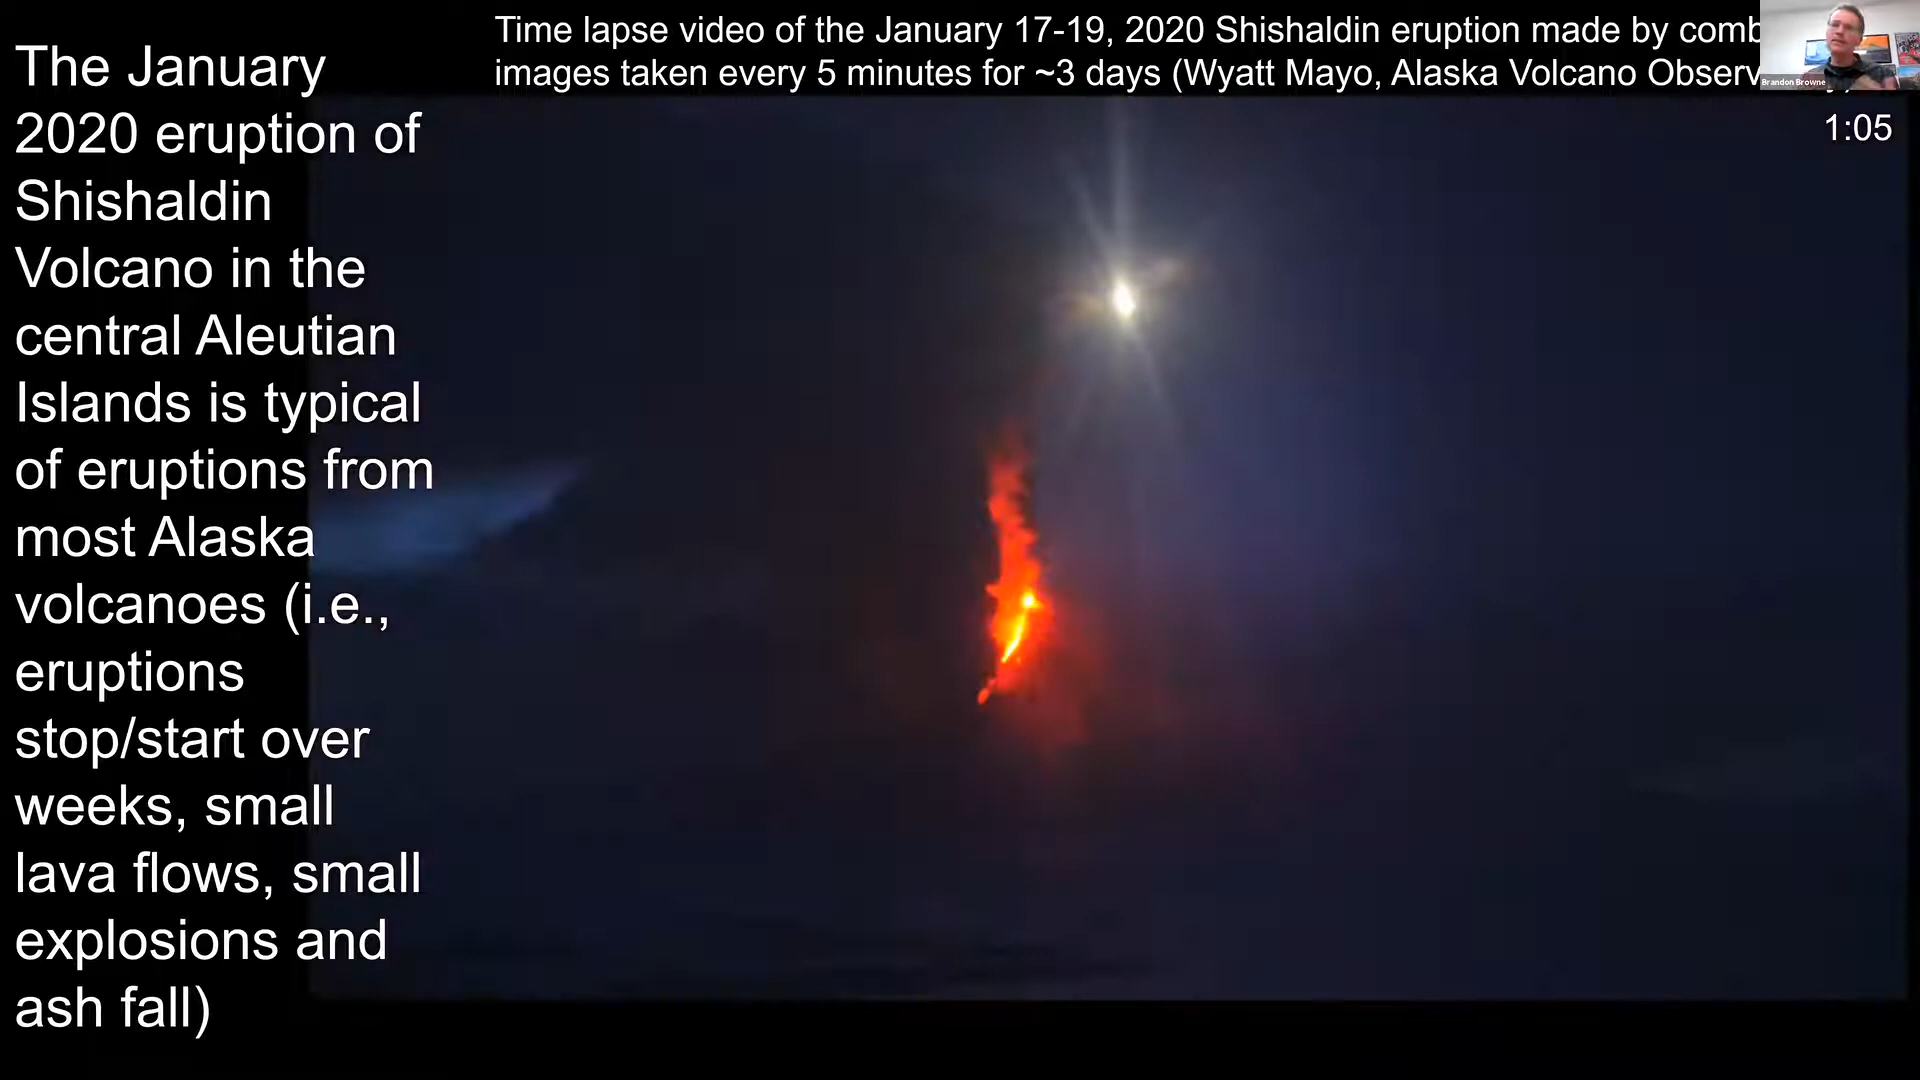 The January
2020 eruption of
Shishaldin
Volcano in the
central Aleutian
Islands is typical
of eruptions from
most Alaska
volcanoes (i.e.,
eruptions
stop/start over
weeks, small
lava flows, small
explosions and
ash fall)
Time lapse video of the January 17-19, 2020 Shishaldin eruption made by comb
images taken every 5 minutes for ~3 days (Wyatt Mayo, Alaska Volcano Observ
Brandon Browne
1:05